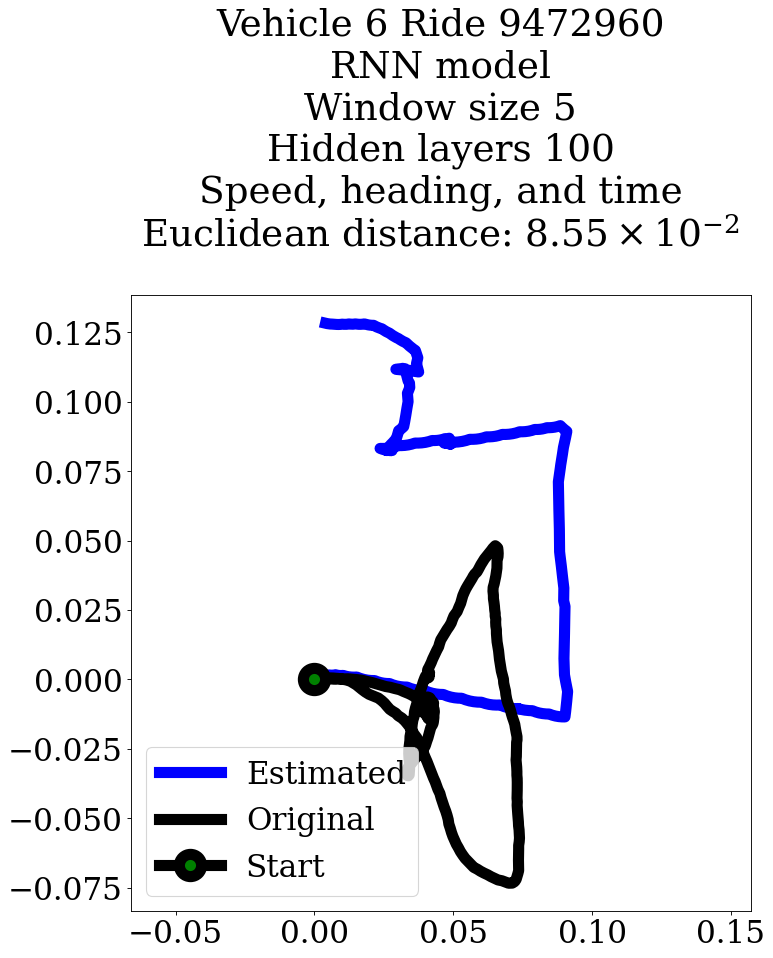 Vehicle 6 Ride 9472960
RNN model
Window size 5
Hidden layers 100
Speed, heading, and time
Euclidean distance: 8.55 × 10⁻²
0.125
0.100
0.075
0.050
0.025
0.000
−0.025
−0.050
−0.075
Estimated
Original
Start
−0.05
0.00
0.05
0.10
0.15